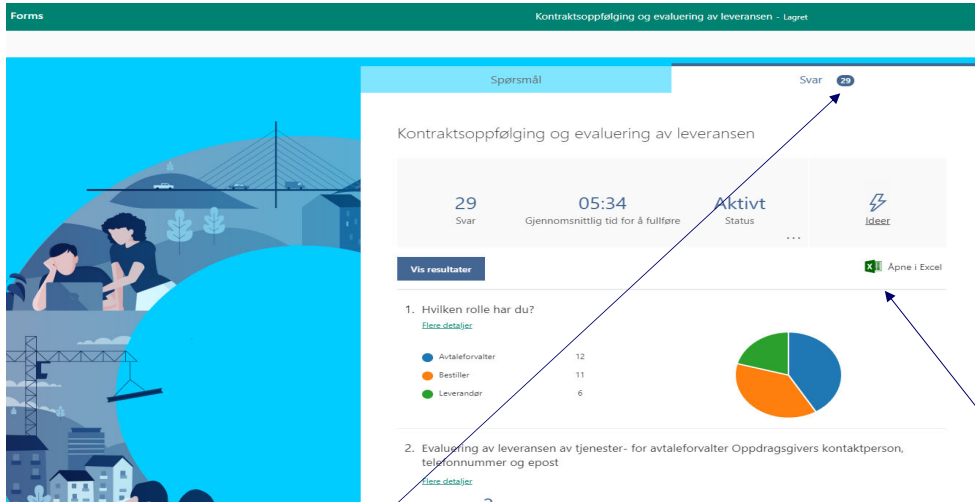 Forms
Kontraktsoppfølging og evaluering av leveransen - Lagret
Spørsmål
Svar 29
Kontraktsoppfølging og evaluering av leveransen
29
Svar
05:34
Gjennomsnittlig tid for å fullføre
Aktivt
Status
...
Ideer
Vis resultater
Åpne i Excel
1. Hvilken rolle har du?
Flere detaljer
Avtaleforvalter 12
Bestiller 11
Leverandør 6
2. Evaluering av leveransen av tjenester- for avtaleforvalter Oppdragsgivers kontaktperson,
telefonnummer og epost
Flere detaljer